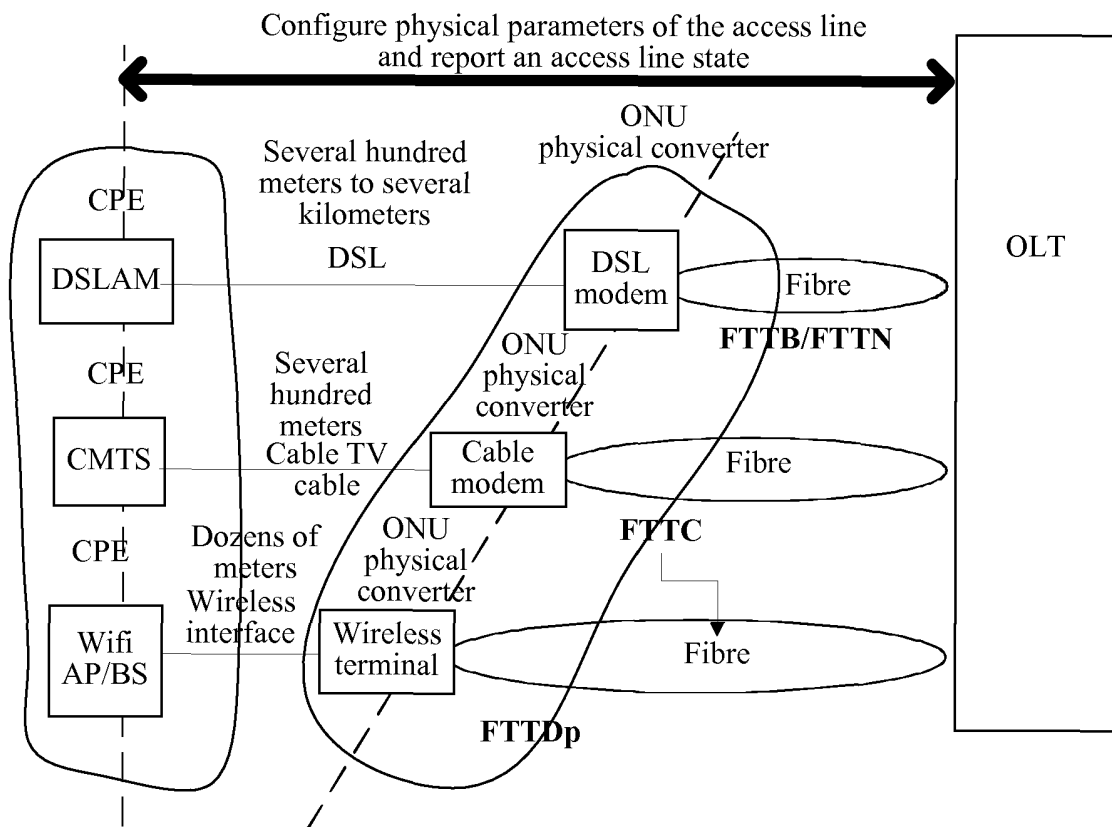 Configure physical parameters of the access line
and report an access line state
ONU
physical converter
Several hundred
meters to several
kilometers
CPE
DSL
DSLAM
DSL
modem
Fibre
OLT
FTTB/FTTN
ONU
physical
converter
CPE
Several
hundred
meters
Cable TV
cable
CMTS
Cable
modem
Fibre
FTTC
ONU
physical
converter
CPE
Dozens of
meters
Wireless
interface
Wifi
AP/BS
Wireless
terminal
Fibre
FTTDp